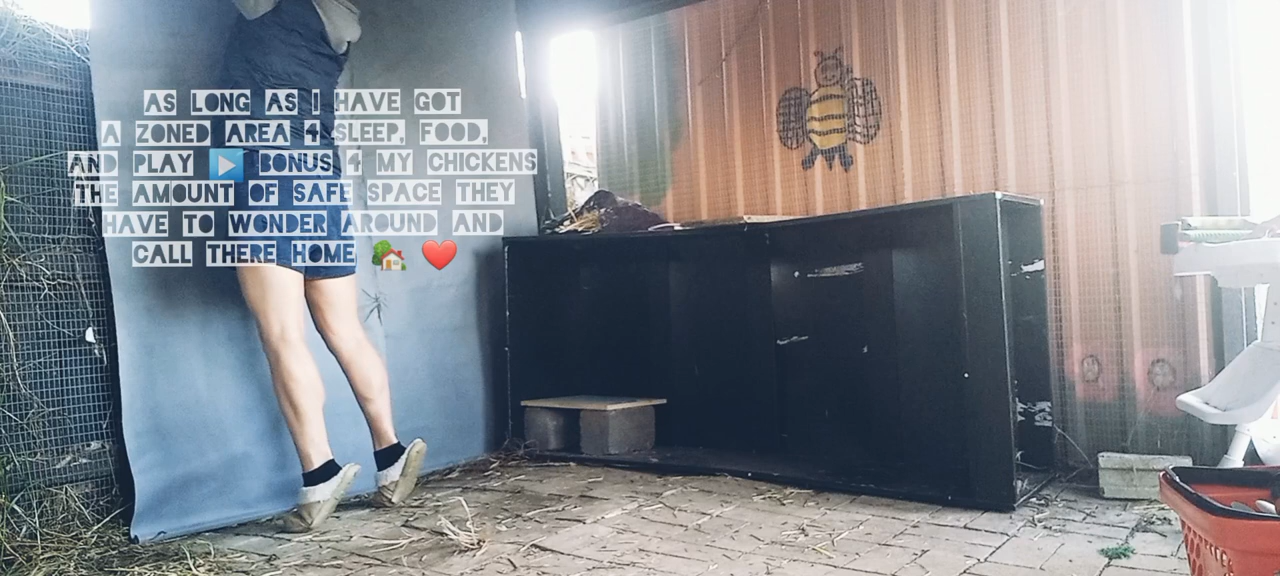 AS LONG AS I HAVE GOT
A ZONED AREA 4 SLEEP, FOOD,
AND PLAY ▶️ BONUS 4 MY CHICKENS
THE AMOUNT OF SAFE SPACE THEY
HAVE TO WONDER AROUND AND
CALL THERE HOME 🏡 ❤️